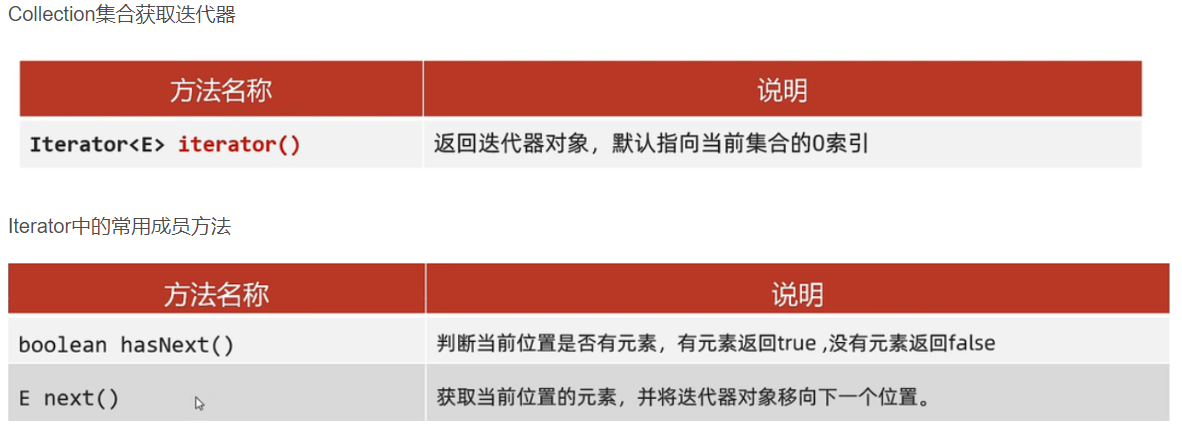 Collection集合获取迭代器
方法名称 说明
Iterator<E> iterator() 返回迭代器对象，默认指向当前集合的0索引
Iterator中的常用成员方法
方法名称 说明
boolean hasNext() 判断当前位置是否有元素，有元素返回true ,没有元素返回false
E next() 获取当前位置的元素，并将迭代器对象移向下一个位置。